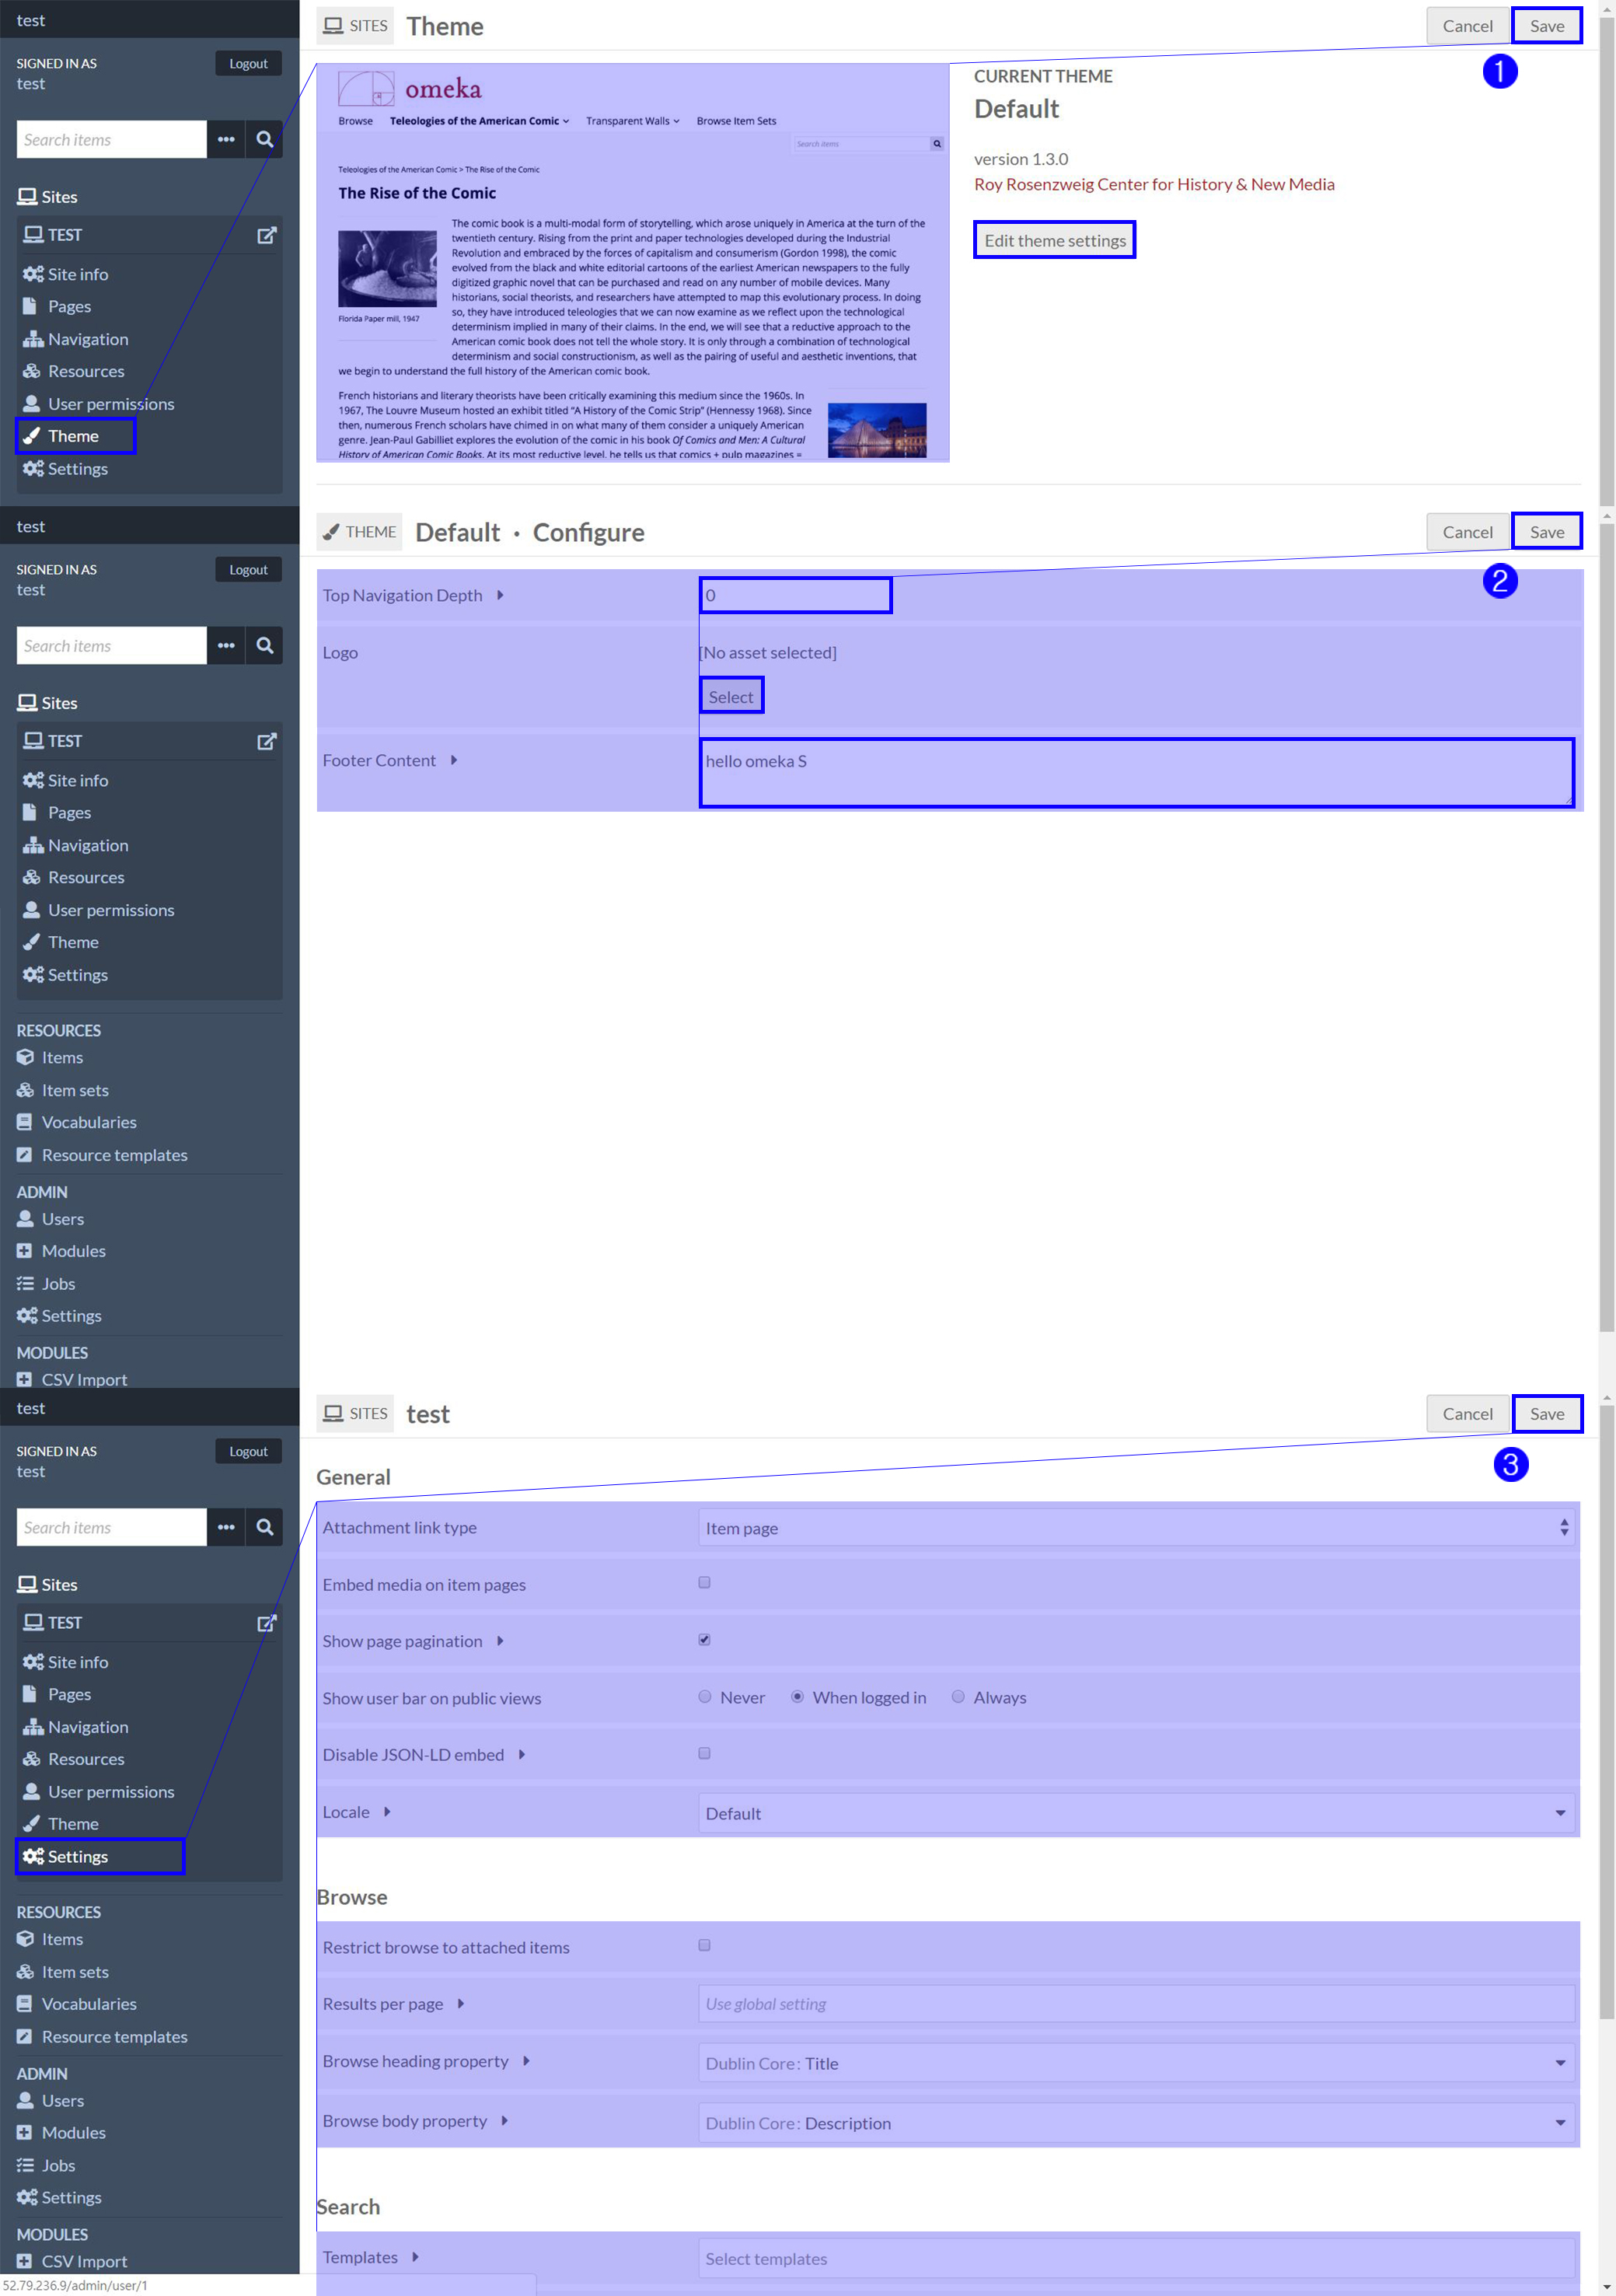 test
SIGNED IN AS
Logout
test
Search items
Sites
TEST
Site info
Pages
Navigation
Resources
User permissions
Theme
Settings
SITES Theme
Cancel Save
1
omeka
Browse Teleologies of the American Comic Transparent Walls Browse Item Sets
Search items
Teleologies of the American Comic > The Rise of the Comic
The Rise of the Comic
The comic book is a multi-modal form of storytelling, which arose uniquely in America at the turn of the
twentieth century. Rising from the print and paper technologies developed during the Industrial
Revolution and embraced by the forces of capitalism and consumerism (Gordon 1998), the comic
evolved from the black and white editorial cartoons of the earliest American newspapers to the fully
digitized graphic novel that can be purchased and read on any number of mobile devices. Many
historians, social theorists, and researchers have attempted to map this evolutionary process. In doing
so, they have introduced teleologies that we can now examine as we reflect upon the technological
determinism implied in many of their claims. In the end, we will see that a reductive approach to the
American comic book does not tell the whole story. It is only through a combination of technological
determinism and social constructionism, as well as the pairing of useful and aesthetic inventions, that
we begin to understand the full history of the American comic book.
Florida Paper mill, 1947
French historians and literary theorists have been critically examining this medium since the 1960s. In
1967, The Louvre Museum hosted an exhibit titled “A History of the Comic Strip” (Hennessy 1968). Since
then, numerous French scholars have chimed in on what many of them consider a uniquely American
genre. Jean-Paul Gabilliet explores the evolution of the comic in his book Of Comics and Men: A Cultural
History of American Comic Books. At its most reductive level, he tells us that comics + pulp magazines =
CURRENT THEME
Default
version 1.3.0
Roy Rosenzweig Center for History & New Media
Edit theme settings
test
SIGNED IN AS
Logout
test
Search items
Sites
TEST
Site info
Pages
Navigation
Resources
User permissions
Theme
Settings
RESOURCES
Items
Item sets
Vocabularies
Resource templates
ADMIN
Users
Modules
Jobs
Settings
MODULES
CSV Import
THEME Default · Configure
Cancel Save
2
Top Navigation Depth
0
Logo
[No asset selected]
Select
Footer Content
hello omeka S
test
SIGNED IN AS
Logout
test
Search items
Sites
TEST
Site info
Pages
Navigation
Resources
User permissions
Theme
Settings
RESOURCES
Items
Item sets
Vocabularies
Resource templates
ADMIN
Users
Modules
Jobs
Settings
MODULES
CSV Import
52.79.236.9/admin/user/1
SITES test
Cancel Save
3
General
Attachment link type
Item page
Embed media on item pages
Show page pagination
Show user bar on public views
Never When logged in Always
Disable JSON-LD embed
Locale
Default
Browse
Restrict browse to attached items
Results per page
Use global setting
Browse heading property
Dublin Core: Title
Browse body property
Dublin Core: Description
Search
Templates
Select templates